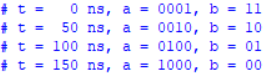 # t =   0 ns, a = 0001, b = 11
# t =  50 ns, a = 0010, b = 10
# t = 100 ns, a = 0100, b = 01
# t = 150 ns, a = 1000, b = 00